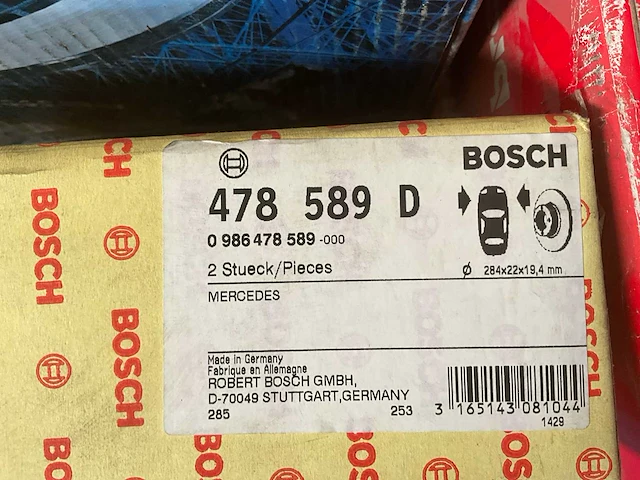 BOSCH
478 589 D
0 986 478 589 -000
2 Stueck/Pieces
Ø 284x22x19,4 mm
MERCEDES
Made in Germany
Fabrique en Allemagne
ROBERT BOSCH GMBH,
D-70049 STUTTGART,GERMANY
285 253
3 165143 081044
1429
BOSCH
BOSCH